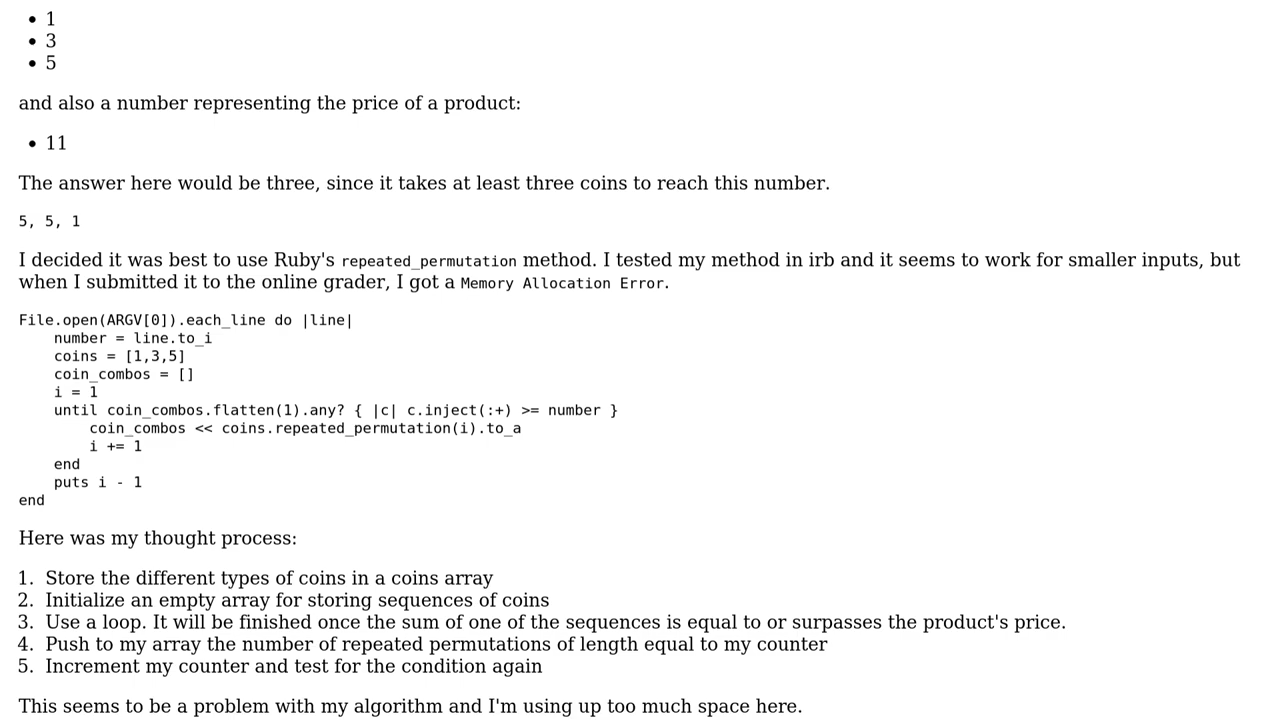 • 1
• 3
• 5
and also a number representing the price of a product:
• 11
The answer here would be three, since it takes at least three coins to reach this number.
5, 5, 1
I decided it was best to use Ruby's repeated_permutation method. I tested my method in irb and it seems to work for smaller inputs, but
when I submitted it to the online grader, I got a Memory Allocation Error.
File.open(ARGV[0]).each_line do |line|
    number = line.to_i
    coins = [1,3,5]
    coin_combos = []
    i = 1
    until coin_combos.flatten(1).any? { |c| c.inject(:+) >= number }
        coin_combos << coins.repeated_permutation(i).to_a
        i += 1
    end
    puts i - 1
end
Here was my thought process:
1. Store the different types of coins in a coins array
2. Initialize an empty array for storing sequences of coins
3. Use a loop. It will be finished once the sum of one of the sequences is equal to or surpasses the product's price.
4. Push to my array the number of repeated permutations of length equal to my counter
5. Increment my counter and test for the condition again
This seems to be a problem with my algorithm and I'm using up too much space here.